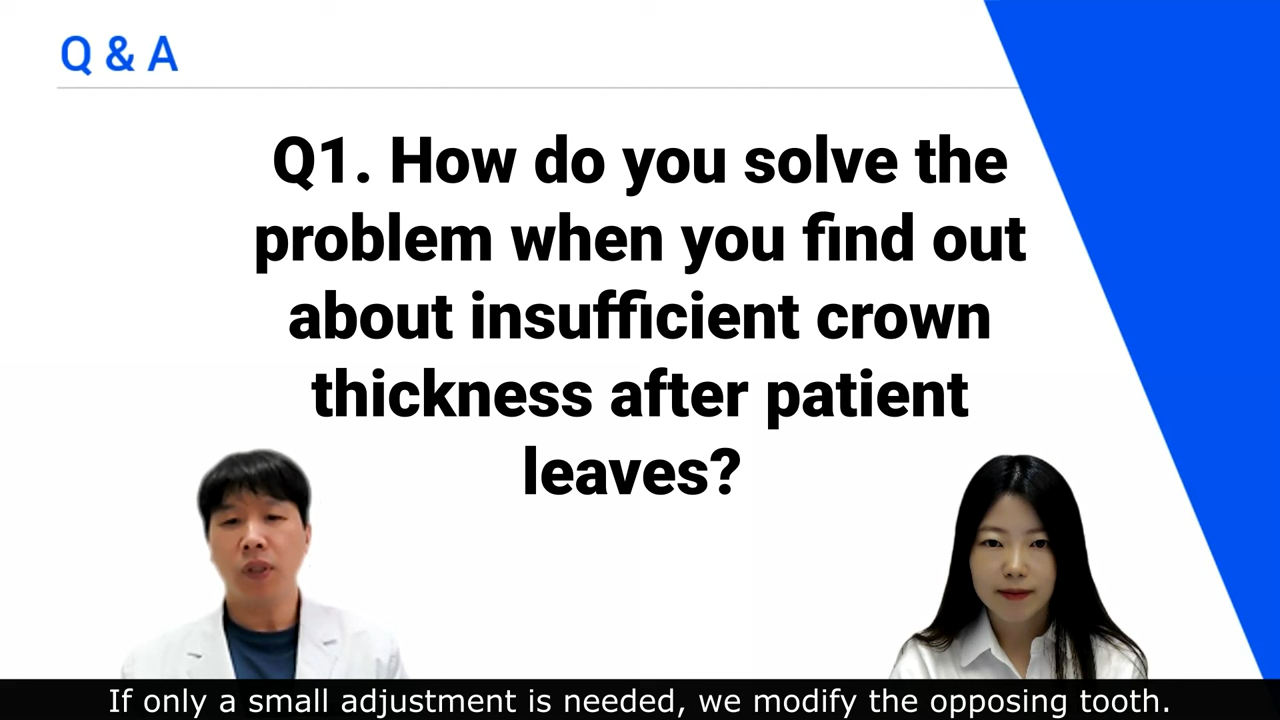 Q & A
Q1. How do you solve the
problem when you find out
about insufficient crown
thickness after patient
leaves?
If only a small adjustment is needed, we modify the opposing tooth.